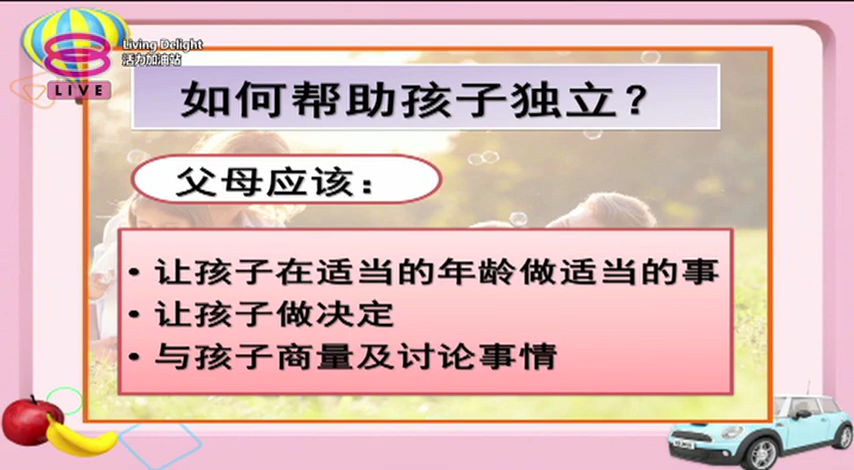 Living Delight
活力加油站
LIVE
如何帮助孩子独立？
父母应该：
• 让孩子在适当的年龄做适当的事
• 让孩子做决定
• 与孩子商量及讨论事情